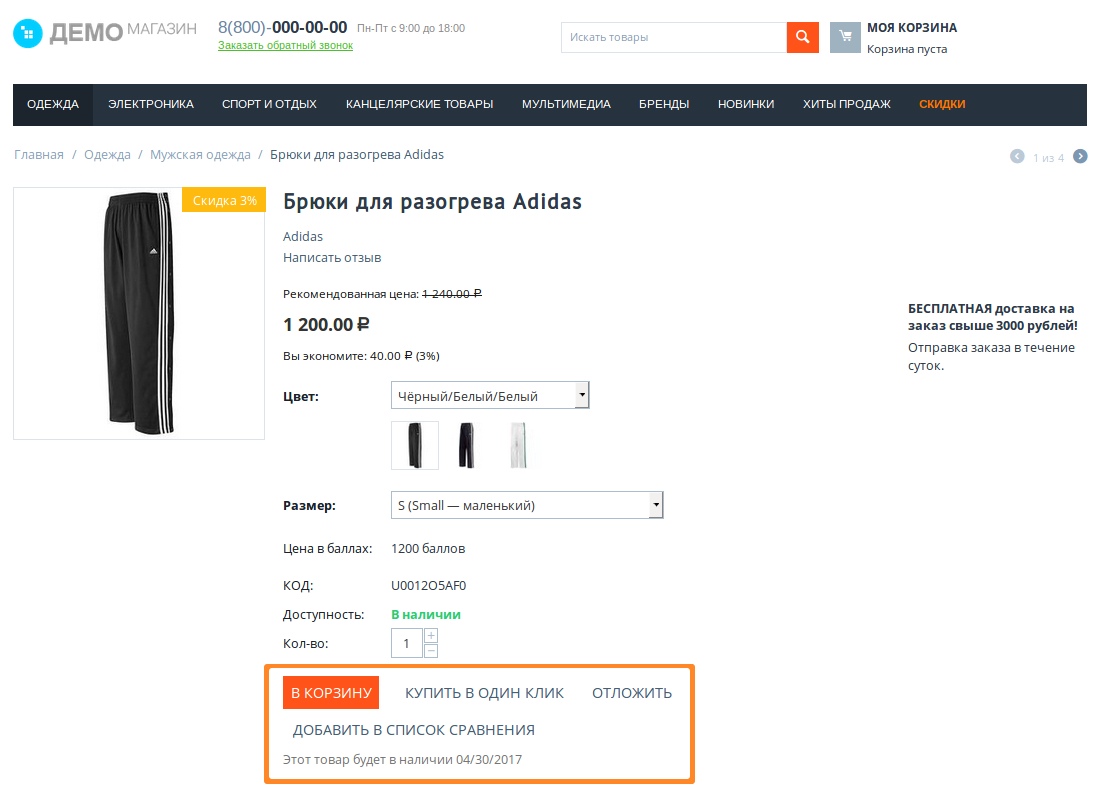 ДЕМО МАГАЗИН
8(800)-000-00-00 Пн-Пт с 9:00 до 18:00
Заказать обратный звонок
Искать товары
МОЯ КОРЗИНА
Корзина пуста
ОДЕЖДА ЭЛЕКТРОНИКА СПОРТ И ОТДЫХ КАНЦЕЛЯРСКИЕ ТОВАРЫ МУЛЬТИМЕДИА БРЕНДЫ НОВИНКИ ХИТЫ ПРОДАЖ СКИДКИ
Главная / Одежда / Мужская одежда / Брюки для разогрева Adidas
1 из 4
Скидка 3%
Брюки для разогрева Adidas
Adidas
Написать отзыв
Рекомендованная цена: 1 240.00 ₽
1 200.00 ₽
Вы экономите: 40.00 ₽ (3%)
БЕСПЛАТНАЯ доставка на
заказ свыше 3000 рублей!
Отправка заказа в течение
суток.
Цвет: Чёрный/Белый/Белый
Размер: S (Small — маленький)
Цена в баллах: 1200 баллов
КОД: U0012O5AF0
Доступность: В наличии
Кол-во: 1 + −
В КОРЗИНУ КУПИТЬ В ОДИН КЛИК ОТЛОЖИТЬ
ДОБАВИТЬ В СПИСОК СРАВНЕНИЯ
Этот товар будет в наличии 04/30/2017